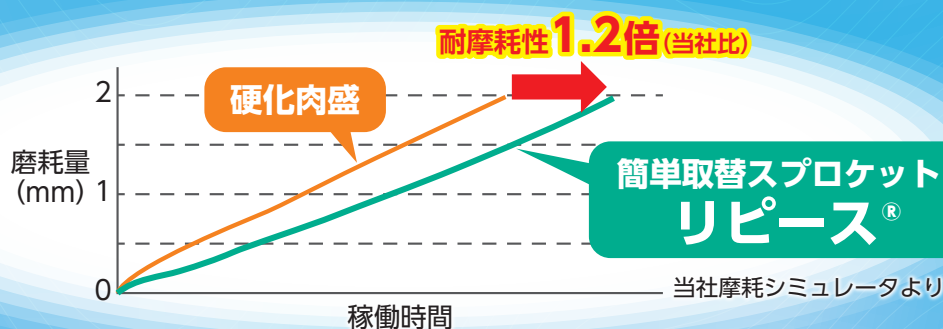 耐摩耗性1.2倍(当社比)
2
硬化肉盛
磨耗量
(mm)
1
簡単取替スプロケット
リピース®
0
当社摩耗シミュレータより
稼働時間